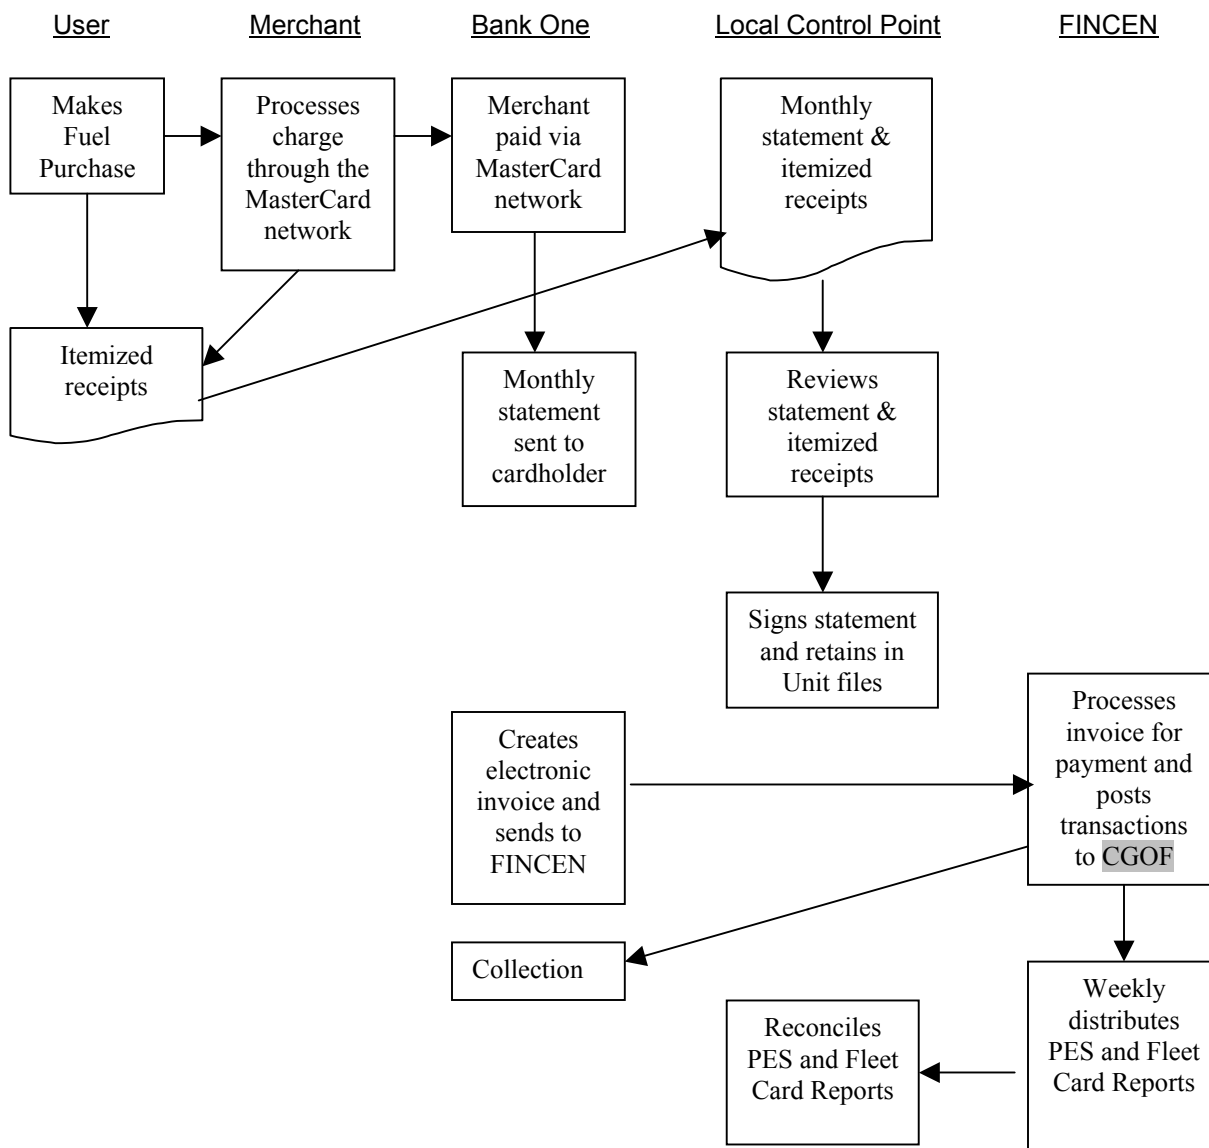 User
Merchant
Bank One
Local Control Point
FINCEN
Makes
Fuel
Purchase
Processes
charge
through the
MasterCard
network
Merchant
paid via
MasterCard
network
Monthly
statement &
itemized
receipts
Itemized
receipts
Monthly
statement
sent to
cardholder
Reviews
statement &
itemized
receipts
Signs statement
and retains in
Unit files
Creates
electronic
invoice and
sends to
FINCEN
Processes
invoice for
payment and
posts
transactions
to CGOF
Collection
Weekly
distributes
PES and Fleet
Card Reports
Reconciles
PES and Fleet
Card Reports